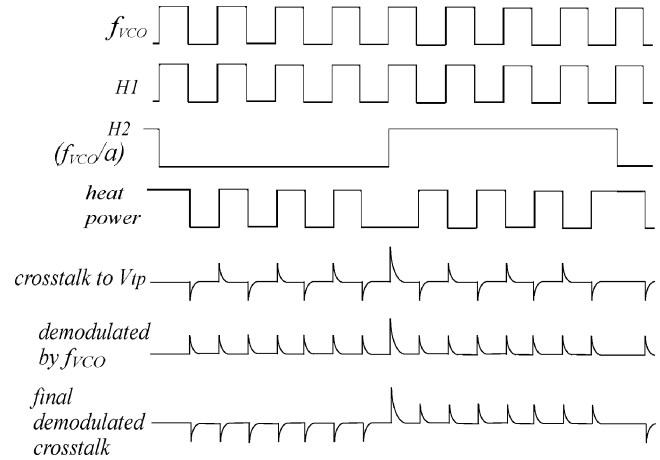 fVCO
H1
H2
(fVCO/a)
heat
power
crosstalk to Vtp
demodulated
by fVCO
final
demodulated
crosstalk